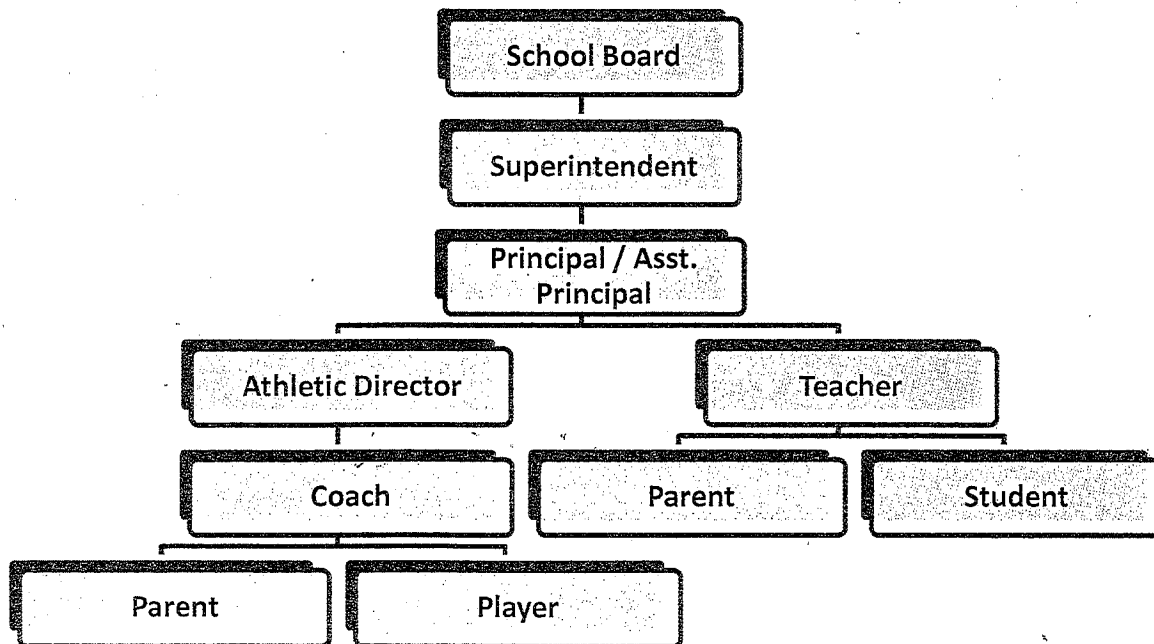 School Board
Superintendent
Principal / Asst.
Principal
Athletic Director
Teacher
Coach
Parent
Student
Parent
Player